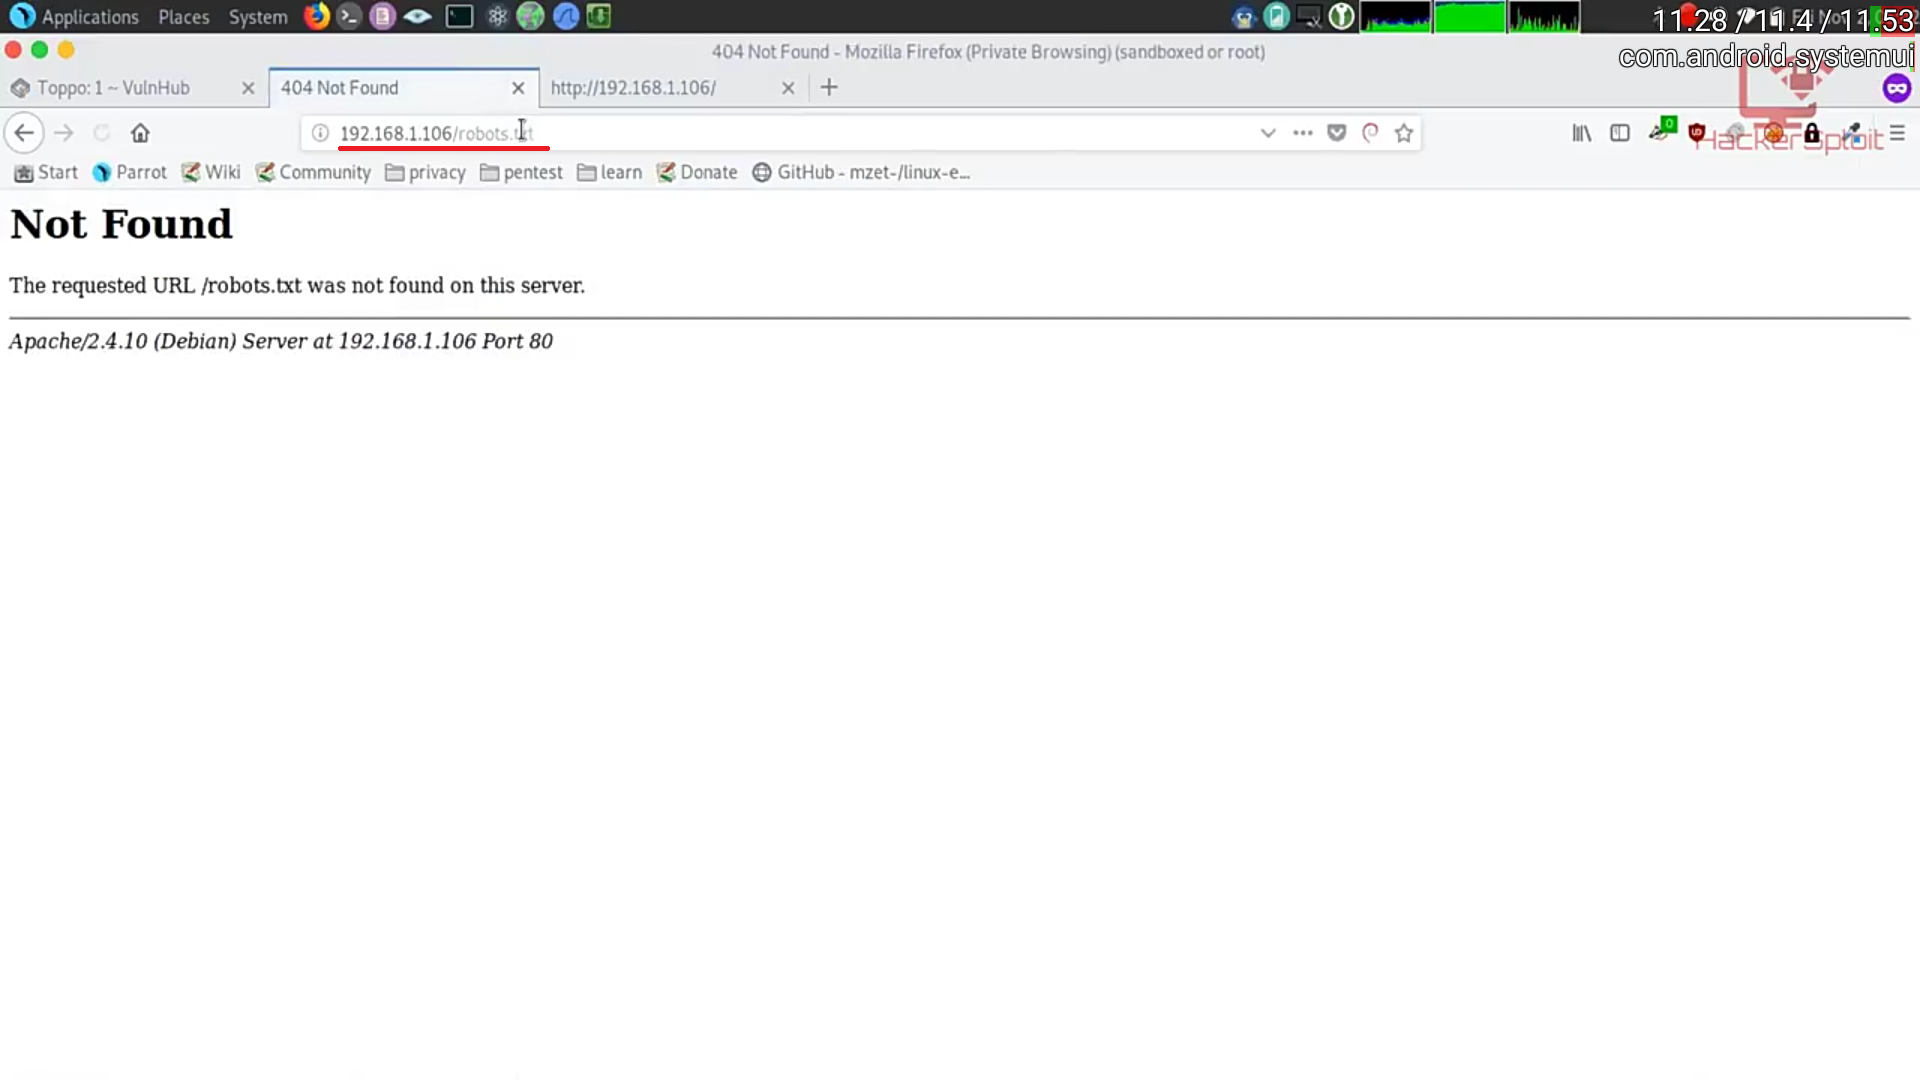 Applications Places System
11.28 / 11.4 / 11.53
com.android.systemui
404 Not Found - Mozilla Firefox (Private Browsing) (sandboxed or root)
Toppo: 1 ~ VulnHub
404 Not Found
http://192.168.1.106/
192.168.1.106/robots.txt
0
HackerSploit
Start Parrot Wiki Community privacy pentest learn Donate GitHub - mzet-/linux-e...
Not Found
The requested URL /robots.txt was not found on this server.
Apache/2.4.10 (Debian) Server at 192.168.1.106 Port 80